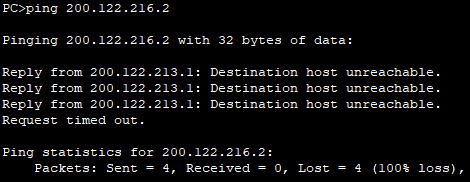 PC>ping 200.122.216.2
Pinging 200.122.216.2 with 32 bytes of data:
Reply from 200.122.213.1: Destination host unreachable.
Reply from 200.122.213.1: Destination host unreachable.
Reply from 200.122.213.1: Destination host unreachable.
Request timed out.
Ping statistics for 200.122.216.2:
Packets: Sent = 4, Received = 0, Lost = 4 (100% loss),